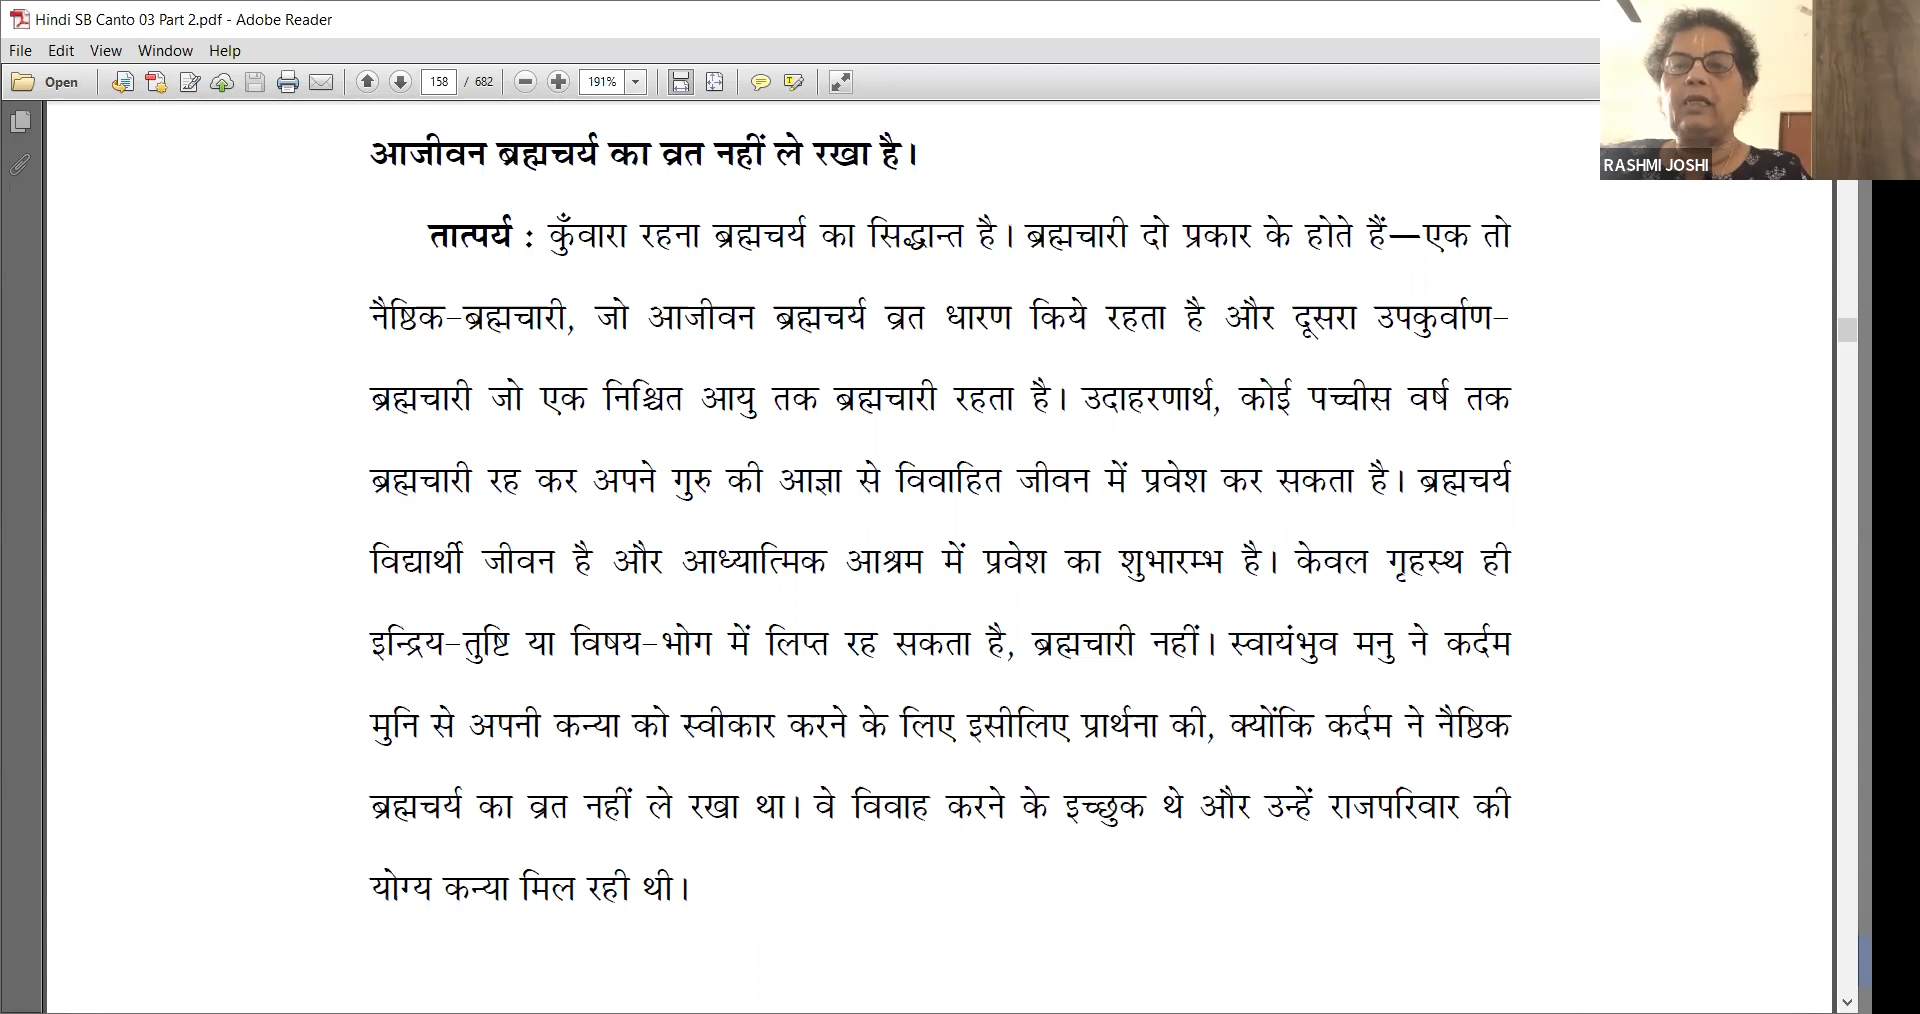 Hindi SB Canto 03 Part 2.pdf - Adobe Reader
File Edit View Window Help
Open 158 / 682 191%
RASHMI JOSHI
आजीवन ब्रह्मचर्य का व्रत नहीं ले रखा है।
तात्पर्य : कुँवारा रहना ब्रह्मचर्य का सिद्धान्त है। ब्रह्मचारी दो प्रकार के होते हैं—एक तो
नैष्ठिक-ब्रह्मचारी, जो आजीवन ब्रह्मचर्य व्रत धारण किये रहता है और दूसरा उपकुर्वाण-
ब्रह्मचारी जो एक निश्चित आयु तक ब्रह्मचारी रहता है। उदाहरणार्थ, कोई पच्चीस वर्ष तक
ब्रह्मचारी रह कर अपने गुरु की आज्ञा से विवाहित जीवन में प्रवेश कर सकता है। ब्रह्मचर्य
विद्यार्थी जीवन है और आध्यात्मिक आश्रम में प्रवेश का शुभारम्भ है। केवल गृहस्थ ही
इन्द्रिय-तुष्टि या विषय-भोग में लिप्त रह सकता है, ब्रह्मचारी नहीं। स्वायंभुव मनु ने कर्दम
मुनि से अपनी कन्या को स्वीकार करने के लिए इसीलिए प्रार्थना की, क्योंकि कर्दम ने नैष्ठिक
ब्रह्मचर्य का व्रत नहीं ले रखा था। वे विवाह करने के इच्छुक थे और उन्हें राजपरिवार की
योग्य कन्या मिल रही थी।